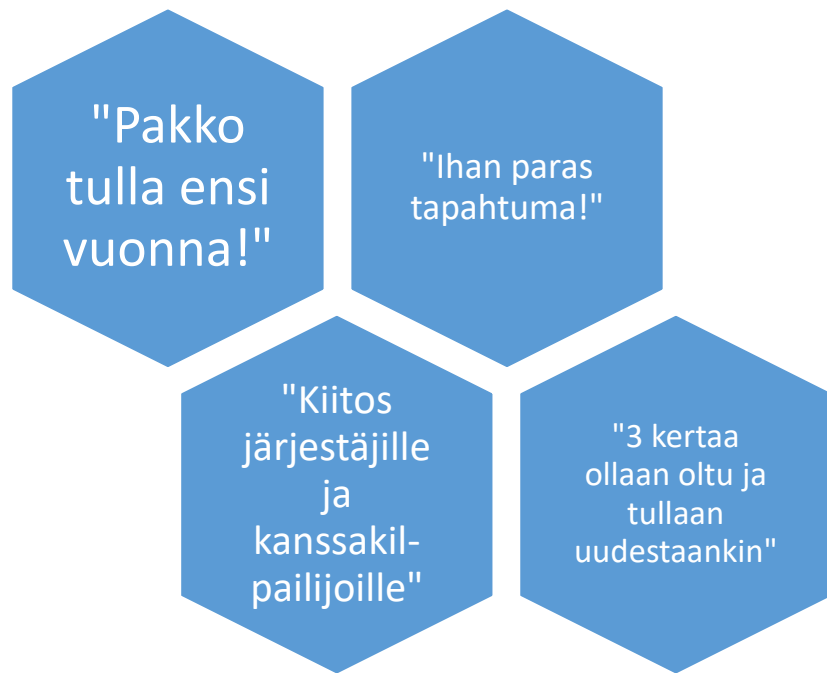 "Pakko
tulla ensi
vuonna!"
"Ihan paras
tapahtuma!"
"Kiitos
järjestäjille
ja
kanssakil-
pailijoille"
"3 kertaa
ollaan oltu ja
tullaan
uudestaankin"